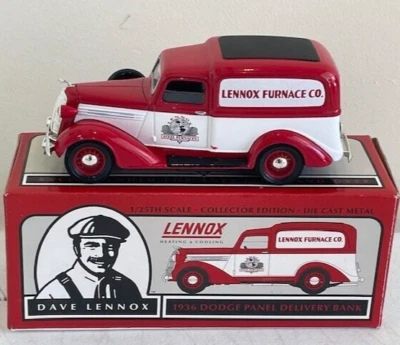 LENNOX FURNACE CO.
1/25TH SCALE - COLLECTOR EDITION - DIE CAST METAL
LENNOX
HEATING & COOLING
LENNOX FURNACE CO.
DAVE LENNOX
1936 DODGE PANEL DELIVERY BANK